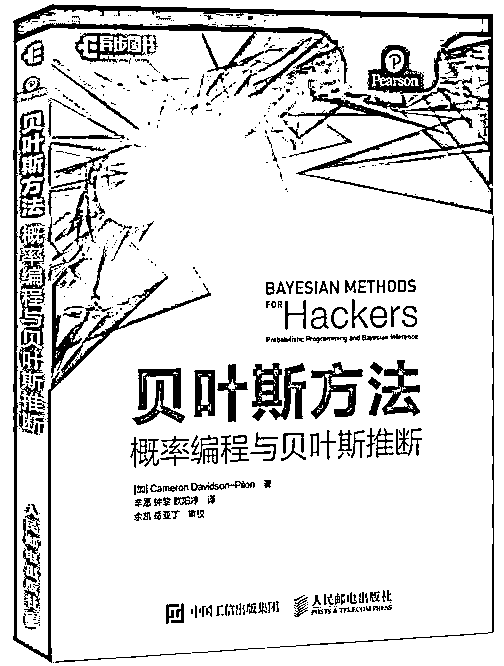 异步图书
Pearson
贝叶斯方法 概率编程与贝叶斯推断
人民邮电出版社
BAYESIAN METHODS
FOR
Hackers
Probabilistic Programming and Bayesian Inference
贝叶斯方法
概率编程与贝叶斯推断
[加] Cameron Davidson-Pilon 著
辛愿 钟黎 欧阳婷 译
余凯 岳亚丁 审校
中国工信出版集团
人民邮电出版社
POSTS & TELECOM PRESS